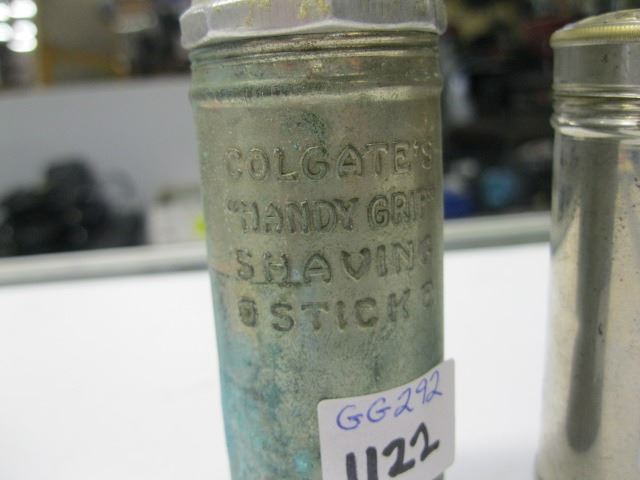 COLGATE'S
"HANDY GRIP
SHAVING
STICK
GG292
1122